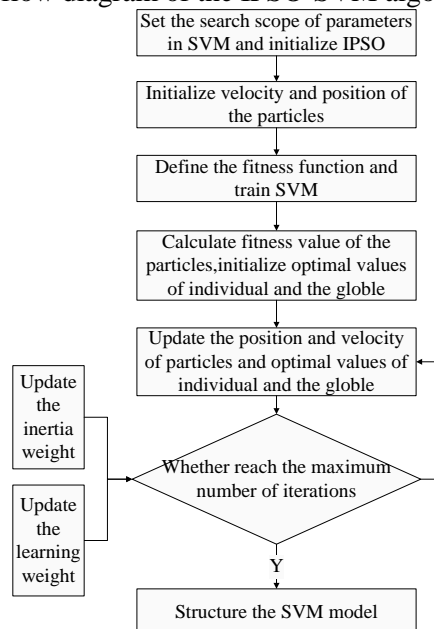 flow diagram of the IPSO-SVM algo
Set the search scope of parameters
in SVM and initialize IPSO
Initialize velocity and position of
the particles
Define the fitness function and
train SVM
Calculate fitness value of the
particles,initialize optimal values
of individual and the globle
Update the position and velocity
of particles and optimal values of
individual and the globle
Update
the
inertia
weight
Whether reach the maximum
number of iterations
Update
the
learning
weight
Y
Structure the SVM model